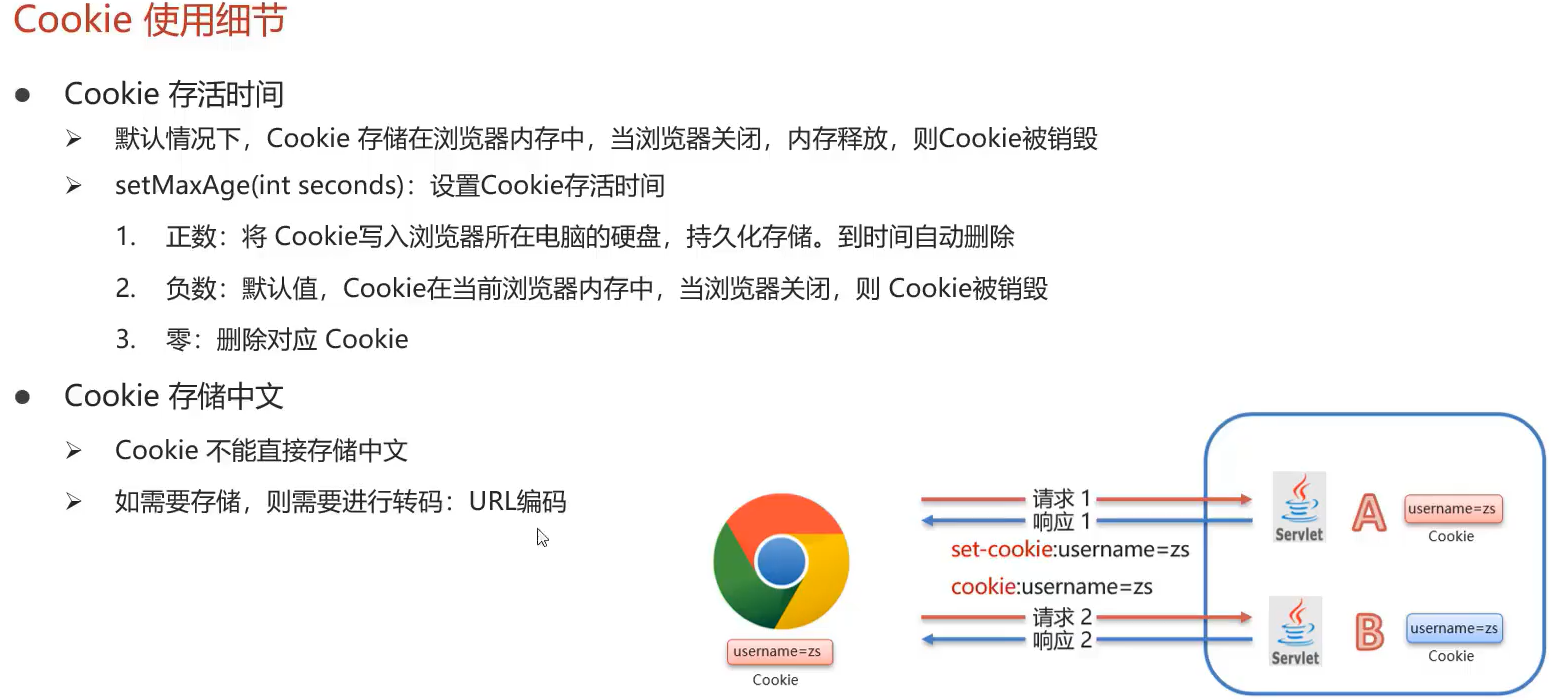 Cookie 使用细节
● Cookie 存活时间
➢ 默认情况下，Cookie 存储在浏览器内存中，当浏览器关闭，内存释放，则Cookie被销毁
➢ setMaxAge(int seconds)：设置Cookie存活时间
1. 正数：将 Cookie写入浏览器所在电脑的硬盘，持久化存储。到时间自动删除
2. 负数：默认值，Cookie在当前浏览器内存中，当浏览器关闭，则 Cookie被销毁
3. 零：删除对应 Cookie
● Cookie 存储中文
➢ Cookie 不能直接存储中文
➢ 如需要存储，则需要进行转码：URL编码
请求 1
响应 1
set-cookie:username=zs
cookie:username=zs
请求 2
响应 2
username=zs
Cookie
Servlet
A
username=zs
Cookie
Servlet
B
username=zs
Cookie